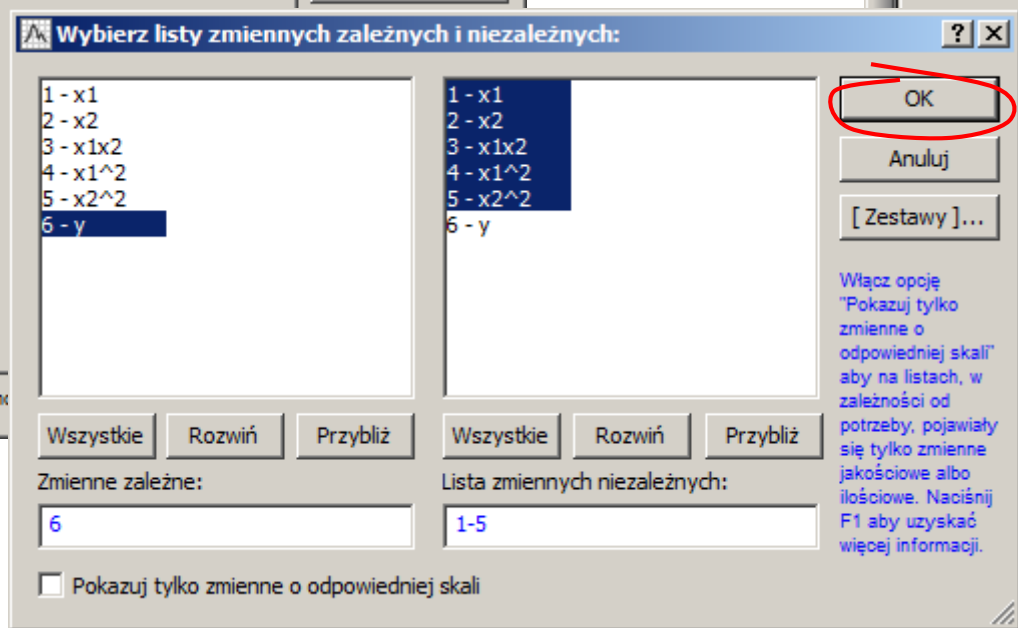 Wybierz listy zmiennych zależnych i niezależnych:
1 - x1
2 - x2
3 - x1x2
4 - x1^2
5 - x2^2
6 - y
1 - x1
2 - x2
3 - x1x2
4 - x1^2
5 - x2^2
6 - y
OK
Anuluj
[ Zestawy ]...
Włącz opcję
"Pokazuj tylko
zmienne o
odpowiedniej skali"
aby na listach, w
zależności od
potrzeby, pojawiały
się tylko zmienne
jakościowe albo
ilościowe. Naciśnij
F1 aby uzyskać
więcej informacji.
Wszystkie Rozwiń Przybliż
Wszystkie Rozwiń Przybliż
Zmienne zależne:
6
Lista zmiennych niezależnych:
1-5
Pokazuj tylko zmienne o odpowiedniej skali